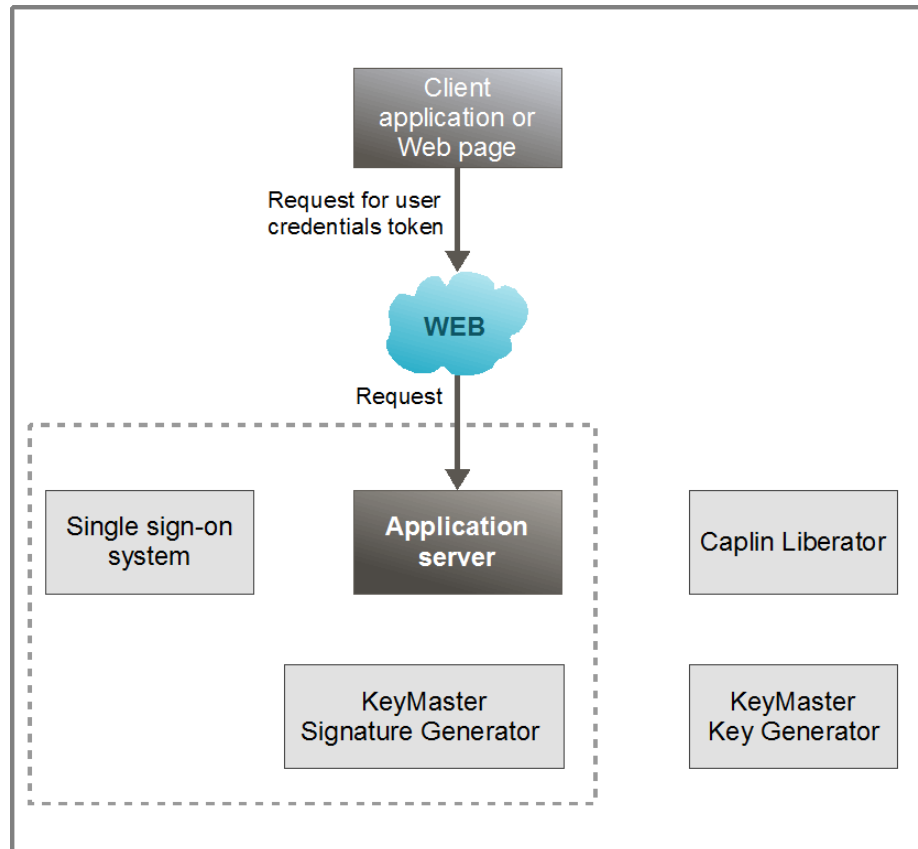 Client
application or
Web page
Request for user
credentials token
WEB
Request
Single sign-on
system
Application
server
Caplin Liberator
KeyMaster
Signature Generator
KeyMaster
Key Generator